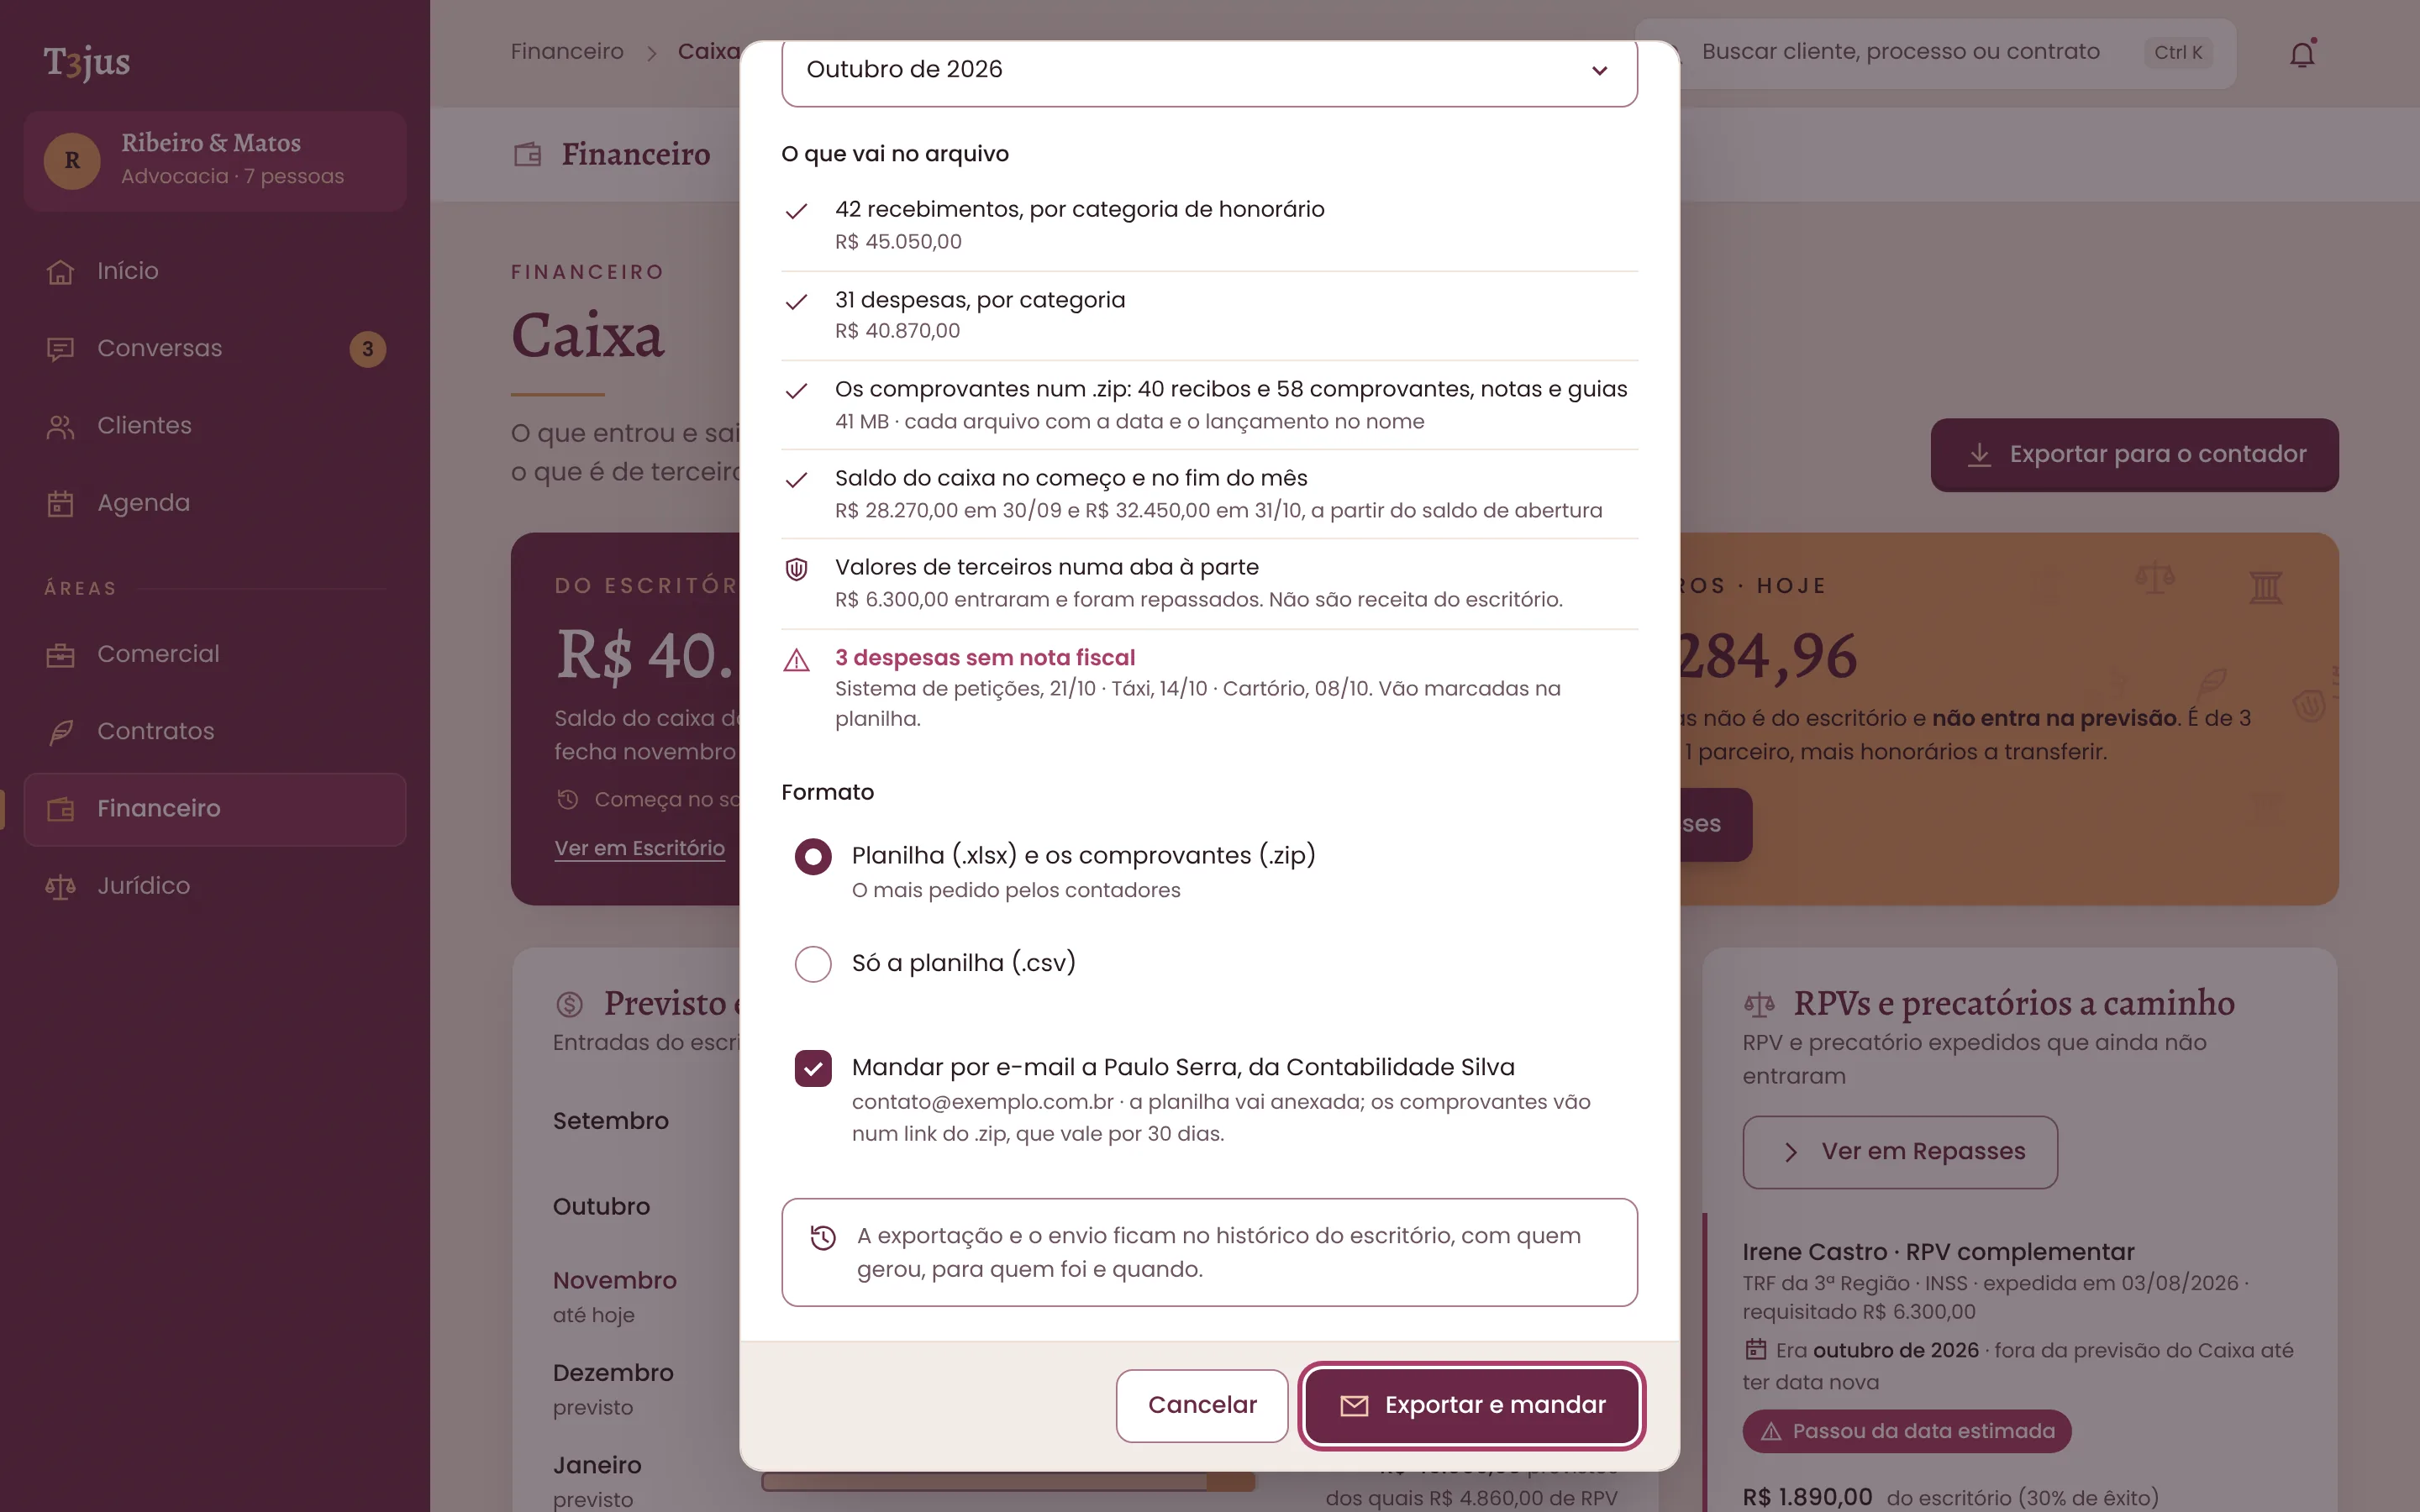 T3jus
Ribeiro & Matos
R
Advocacia · 7 pessoas
Início
Conversas
3
Clientes
Agenda
ÁREAS
Comercial
Contratos
Financeiro
Jurídico
Financeiro
Caixa
Buscar cliente, processo ou contrato
Ctrl K
Financeiro
FINANCEIRO
Caixa
O que entrou e sai
o que é de terceiro
Exportar para o contador
DO ESCRITÓR
R$ 40.
Saldo do caixa d
fecha novembro
Começa no s
Ver em Escritório
ROS · HOJE
284,96
as não é do escritório e não entra na previsão. É de 3
1 parceiro, mais honorários a transferir.
ses
Previsto
Entradas do escri
Setembro
Outubro
Novembro
até hoje
Dezembro
previsto
Janeiro
previsto
dos quais R$ 4.860,00 de RPV
RPVs e precatórios a caminho
RPV e precatório expedidos que ainda não
entraram
Ver em Repasses
Irene Castro · RPV complementar
TRF da 3ª Região · INSS · expedida em 03/08/2026 ·
requisitado R$ 6.300,00
Era outubro de 2026 · fora da previsão do Caixa até
ter data nova
Passou da data estimada
R$ 1.890,00 do escritório (30% de êxito)
Outubro de 2026
O que vai no arquivo
42 recebimentos, por categoria de honorário
R$ 45.050,00
31 despesas, por categoria
R$ 40.870,00
Os comprovantes num .zip: 40 recibos e 58 comprovantes, notas e guias
41 MB · cada arquivo com a data e o lançamento no nome
Saldo do caixa no começo e no fim do mês
R$ 28.270,00 em 30/09 e R$ 32.450,00 em 31/10, a partir do saldo de abertura
Valores de terceiros numa aba à parte
R$ 6.300,00 entraram e foram repassados. Não são receita do escritório.
3 despesas sem nota fiscal
Sistema de petições, 21/10 · Táxi, 14/10 · Cartório, 08/10. Vão marcadas na
planilha.
Formato
Planilha (.xlsx) e os comprovantes (.zip)
O mais pedido pelos contadores
Só a planilha (.csv)
Mandar por e-mail a Paulo Serra, da Contabilidade Silva
contato@exemplo.com.br · a planilha vai anexada; os comprovantes vão
num link do .zip, que vale por 30 dias.
A exportação e o envio ficam no histórico do escritório, com quem
gerou, para quem foi e quando.
Cancelar
Exportar e mandar